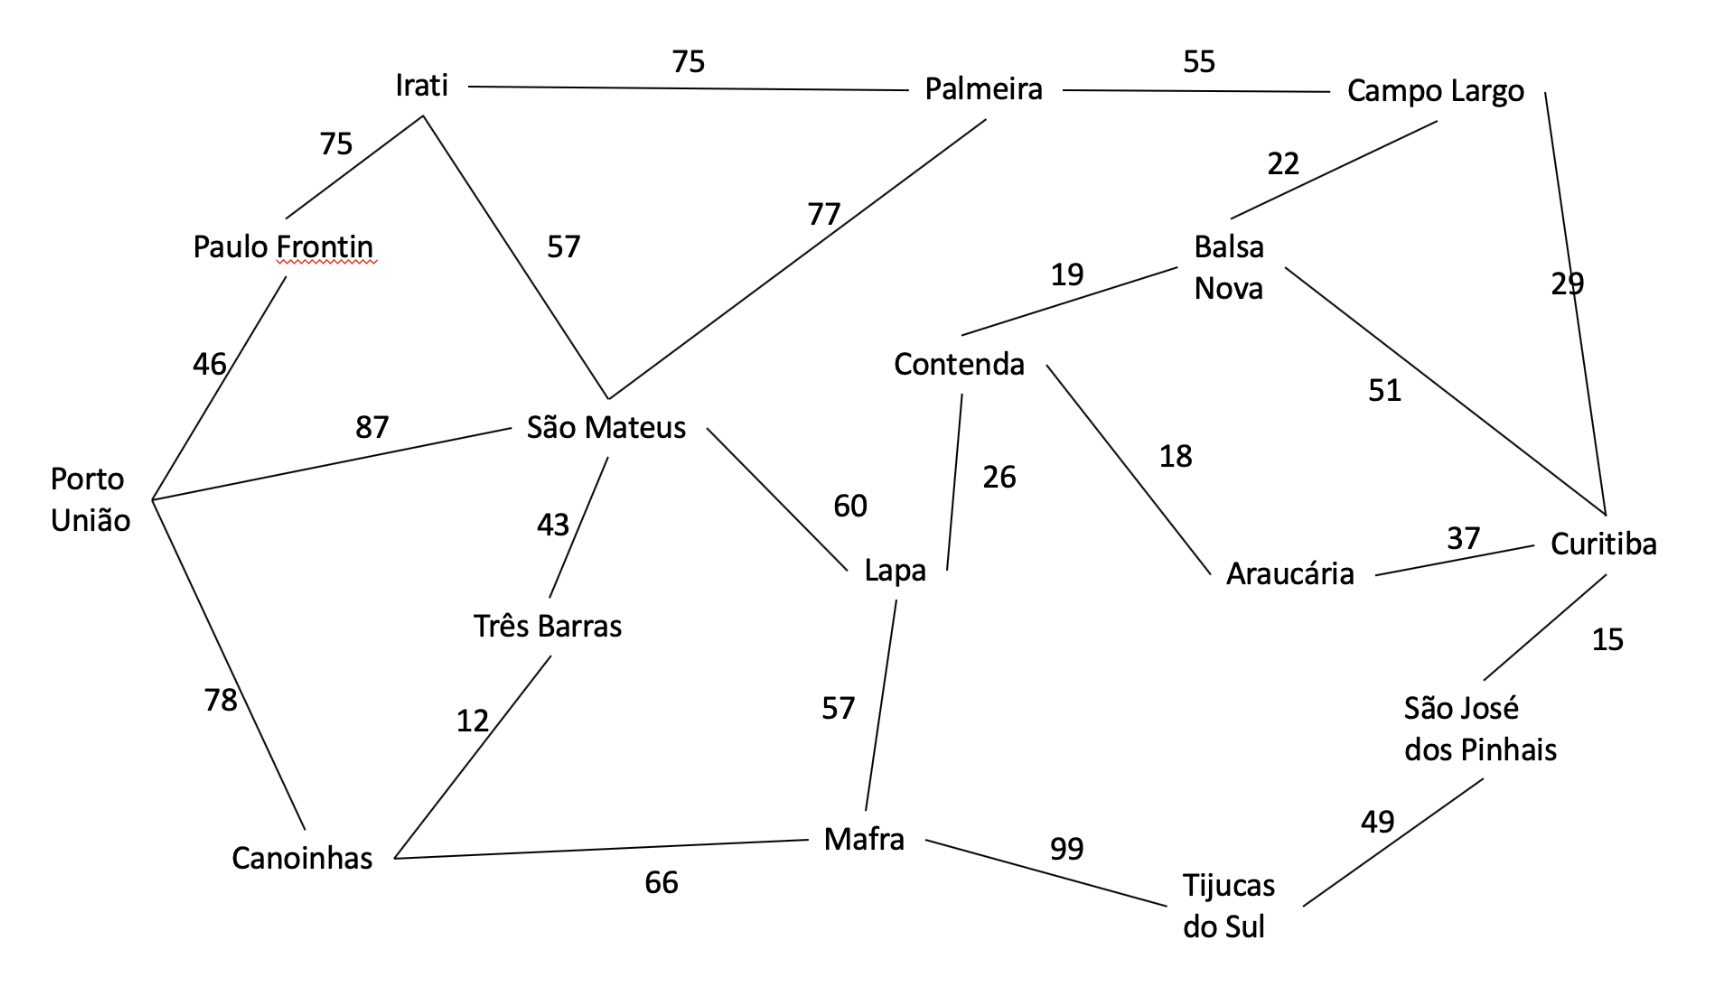 75
55
Irati
Palmeira
Campo Largo
75
22
77
Paulo Frontin
57
Balsa
Nova
19
29
46
Contenda
51
87
São Mateus
18
Porto
União
26
60
43
37
Curitiba
Lapa
Araucária
Três Barras
15
78
12
57
São José
dos Pinhais
Canoinhas
Mafra
99
49
66
Tijucas
do Sul